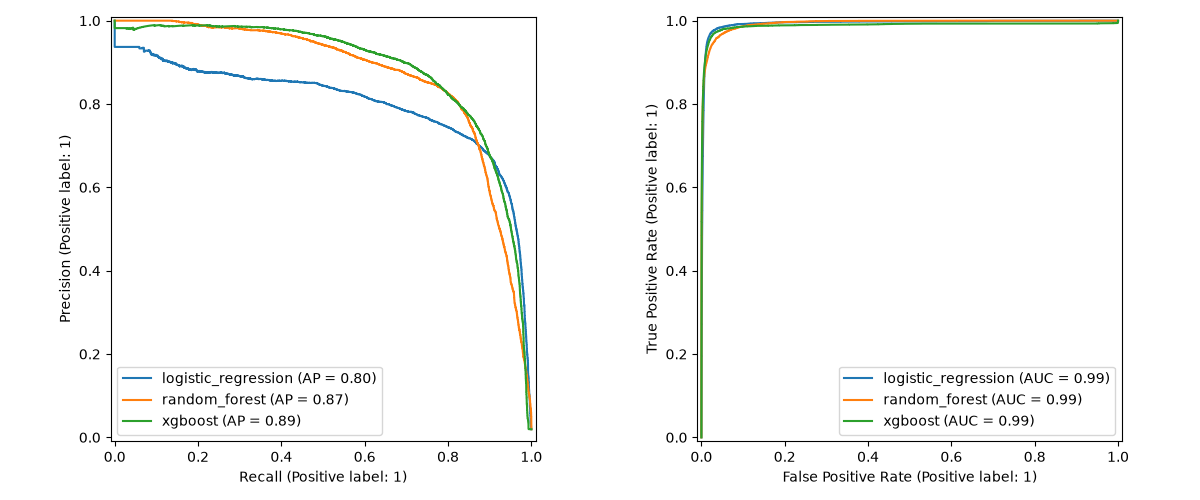 1.0
0.8
0.6
0.4
0.2
0.0
Precision (Positive label: 1)
logistic_regression (AP = 0.80)
random_forest (AP = 0.87)
xgboost (AP = 0.89)
0.0 0.2 0.4 0.6 0.8 1.0
Recall (Positive label: 1)
1.0
0.8
0.6
0.4
0.2
0.0
True Positive Rate (Positive label: 1)
logistic_regression (AUC = 0.99)
random_forest (AUC = 0.99)
xgboost (AUC = 0.99)
0.0 0.2 0.4 0.6 0.8 1.0
False Positive Rate (Positive label: 1)